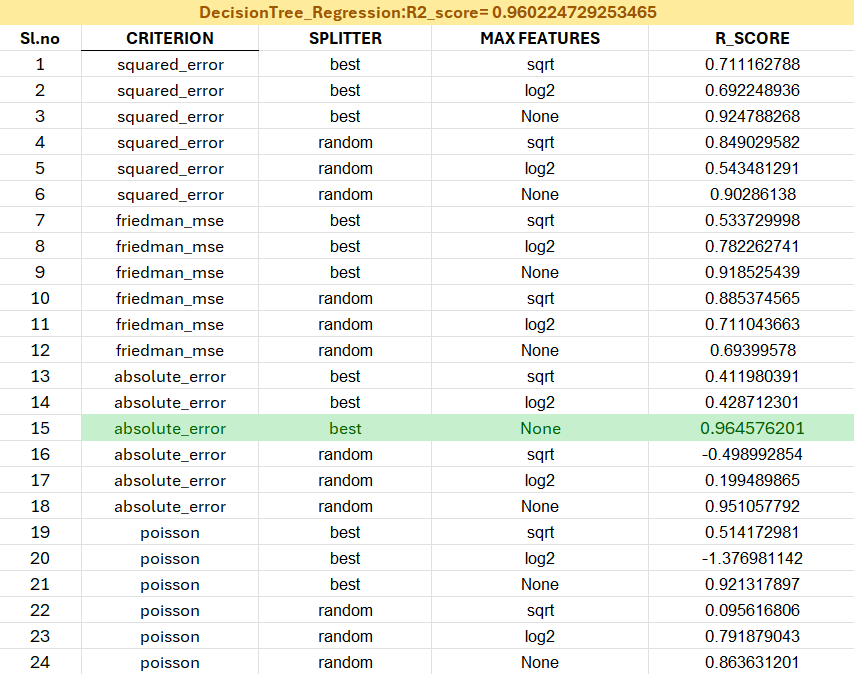 DecisionTree_Regression:R2_score= 0.960224729253465
Sl.no CRITERION SPLITTER MAX FEATURES R_SCORE
1 squared_error best sqrt 0.711162788
2 squared_error best log2 0.692248936
3 squared_error best None 0.924788268
4 squared_error random sqrt 0.849029582
5 squared_error random log2 0.543481291
6 squared_error random None 0.90286138
7 friedman_mse best sqrt 0.533729998
8 friedman_mse best log2 0.782262741
9 friedman_mse best None 0.918525439
10 friedman_mse random sqrt 0.885374565
11 friedman_mse random log2 0.711043663
12 friedman_mse random None 0.69399578
13 absolute_error best sqrt 0.411980391
14 absolute_error best log2 0.428712301
15 absolute_error best None 0.964576201
16 absolute_error random sqrt -0.498992854
17 absolute_error random log2 0.199489865
18 absolute_error random None 0.951057792
19 poisson best sqrt 0.514172981
20 poisson best log2 -1.376981142
21 poisson best None 0.921317897
22 poisson random sqrt 0.095616806
23 poisson random log2 0.791879043
24 poisson random None 0.863631201